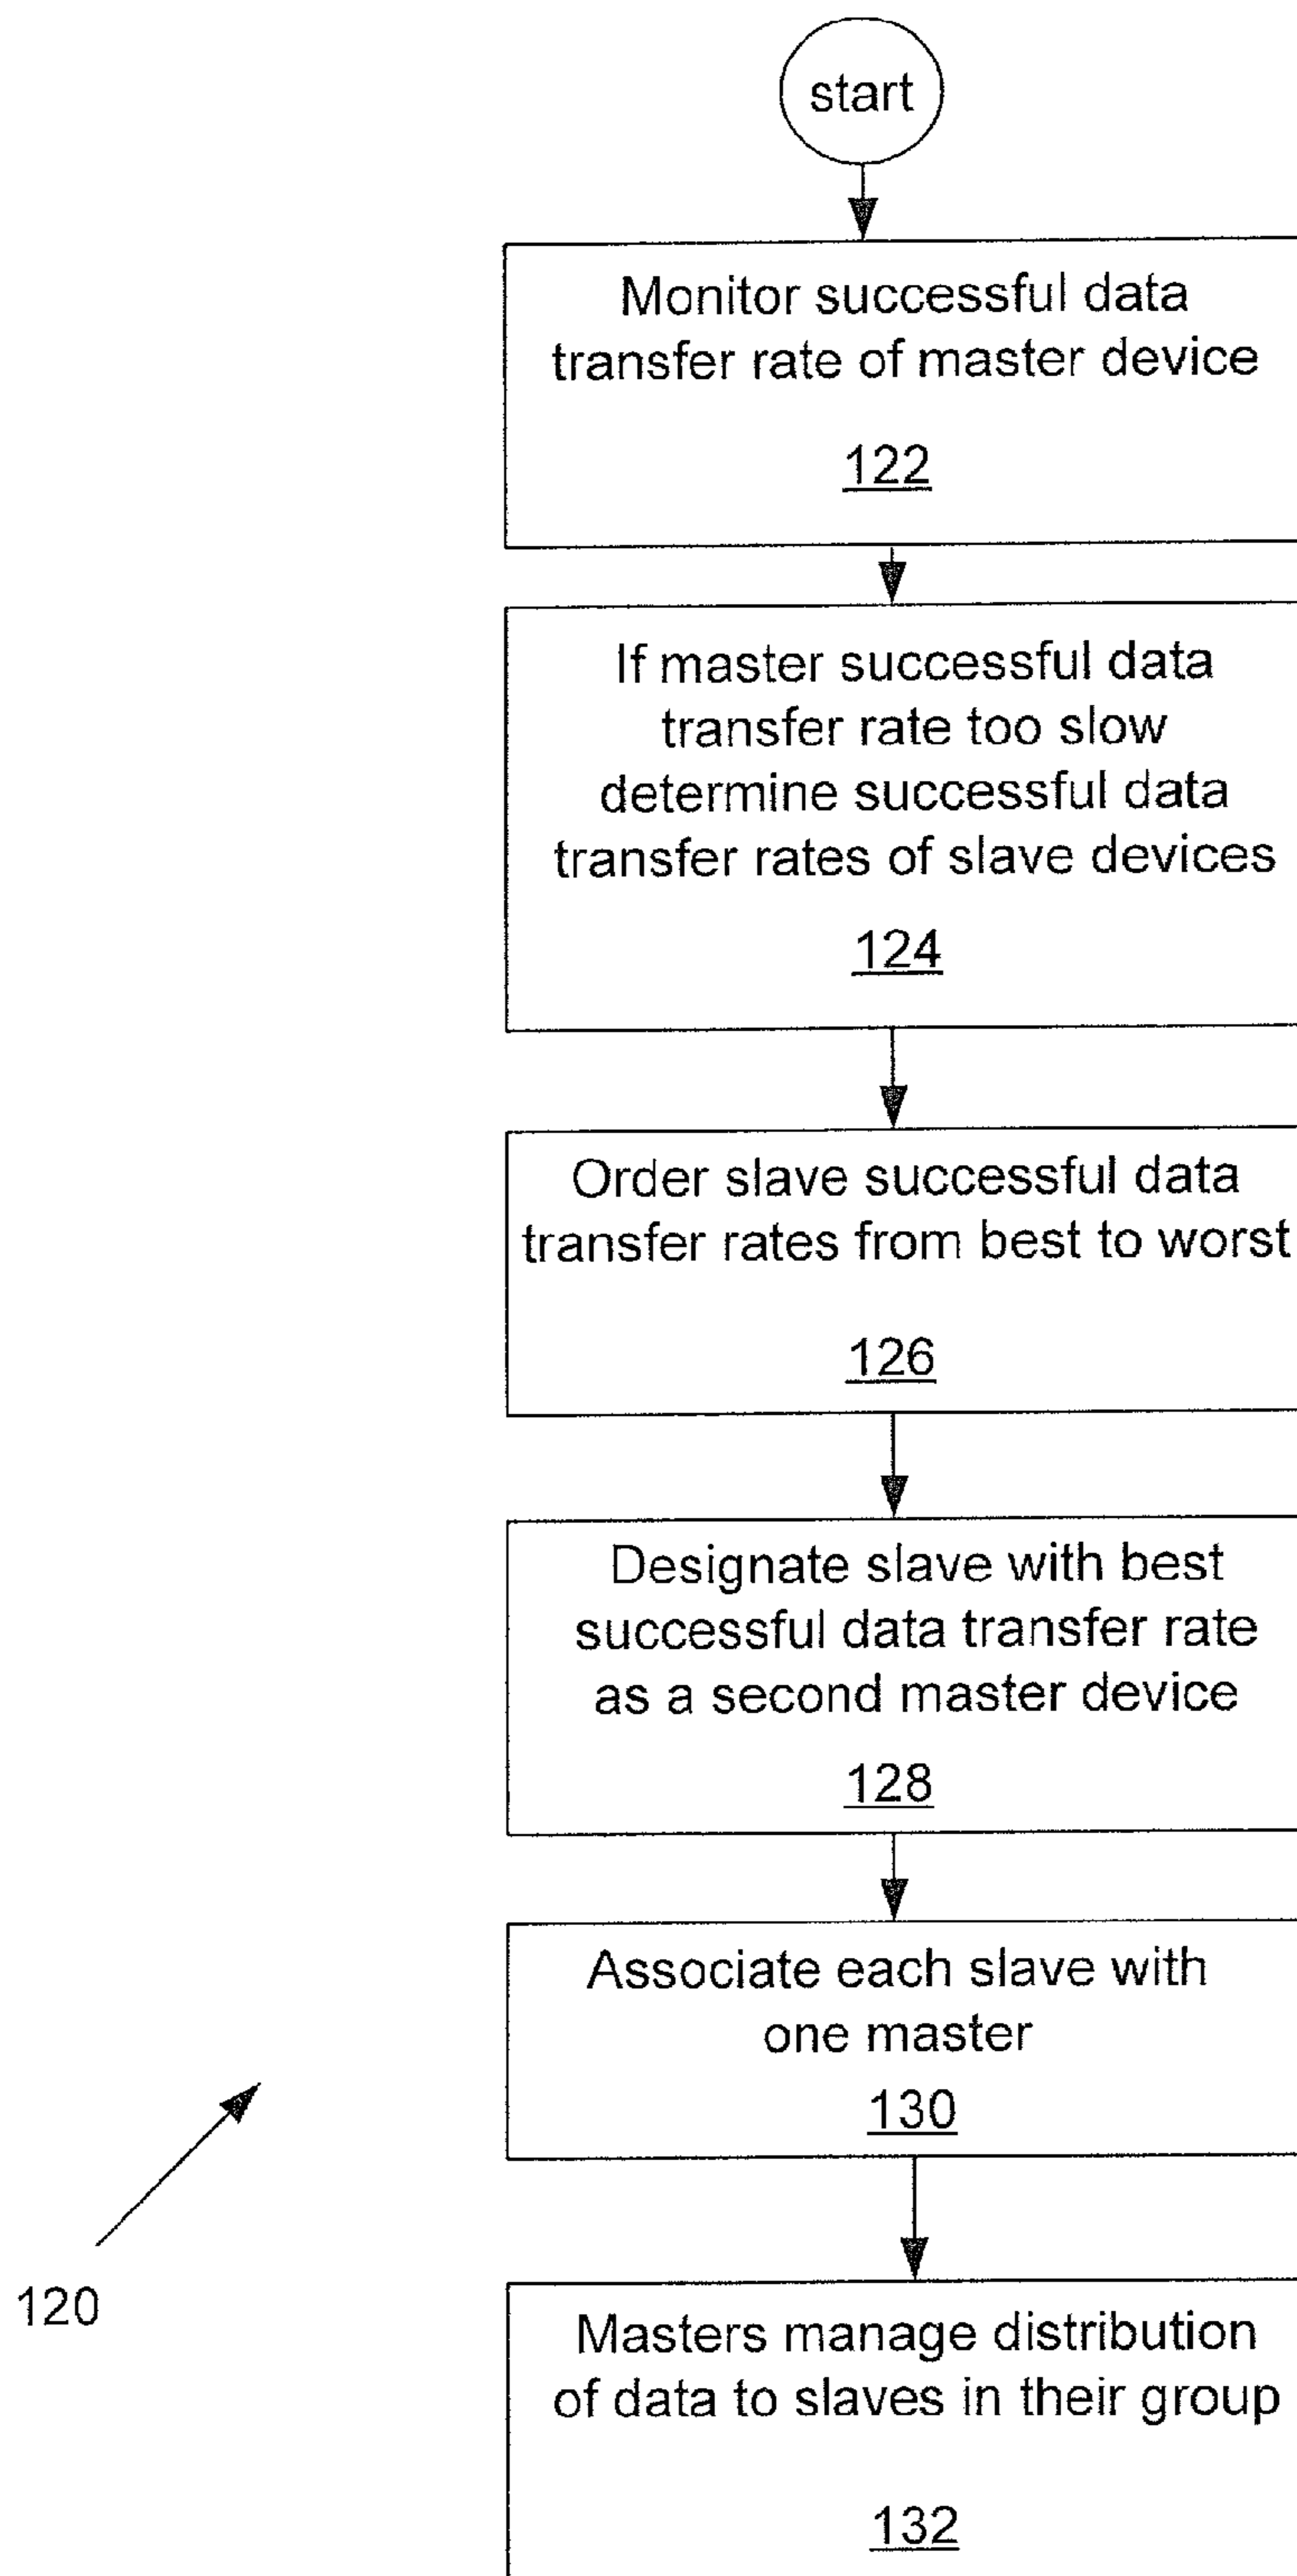 start
Monitor successful data
transfer rate of master device
122
If master successful data
transfer rate too slow
determine successful data
transfer rates of slave devices
124
Order slave successful data
transfer rates from best to worst
126
Designate slave with best
successful data transfer rate
as a second master device
128
Associate each slave with
one master
130
120
Masters manage distribution
of data to slaves in their group
132